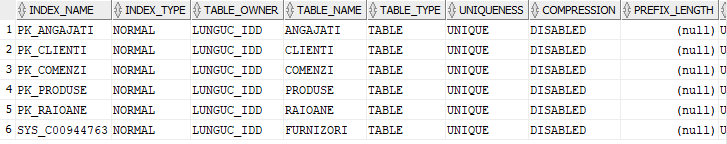 INDEX_NAME INDEX_TYPE TABLE_OWNER TABLE_NAME TABLE_TYPE UNIQUENESS COMPRESSION PREFIX_LENGTH
1 PK_ANGAJATI NORMAL LUNGUC_IDD ANGAJATI TABLE UNIQUE DISABLED (null) U
2 PK_CLIENTI NORMAL LUNGUC_IDD CLIENTI TABLE UNIQUE DISABLED (null) U
3 PK_COMENZI NORMAL LUNGUC_IDD COMENZI TABLE UNIQUE DISABLED (null) U
4 PK_PRODUSE NORMAL LUNGUC_IDD PRODUSE TABLE UNIQUE DISABLED (null) U
5 PK_RAIOANE NORMAL LUNGUC_IDD RAIOANE TABLE UNIQUE DISABLED (null) U
6 SYS_C00944763 NORMAL LUNGUC_IDD FURNIZORI TABLE UNIQUE DISABLED (null) U